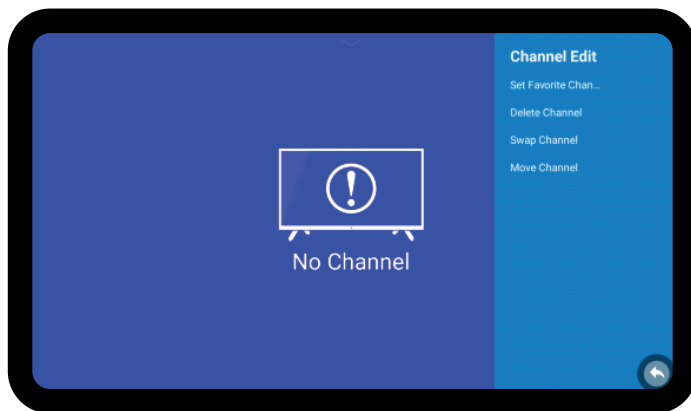 Channel Edit
Set Favorite Chan...
Delete Channel
Swap Channel
Move Channel
No Channel